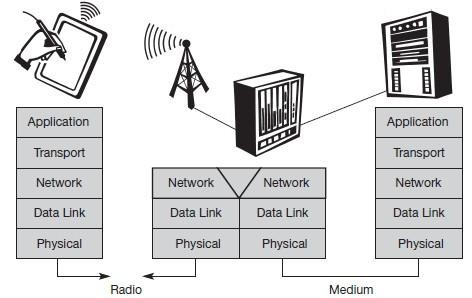 Application
Transport
Network
Data Link
Physical
Network Network
Data Link Data Link
Physical Physical
Application
Transport
Network
Data Link
Physical
Radio
Medium